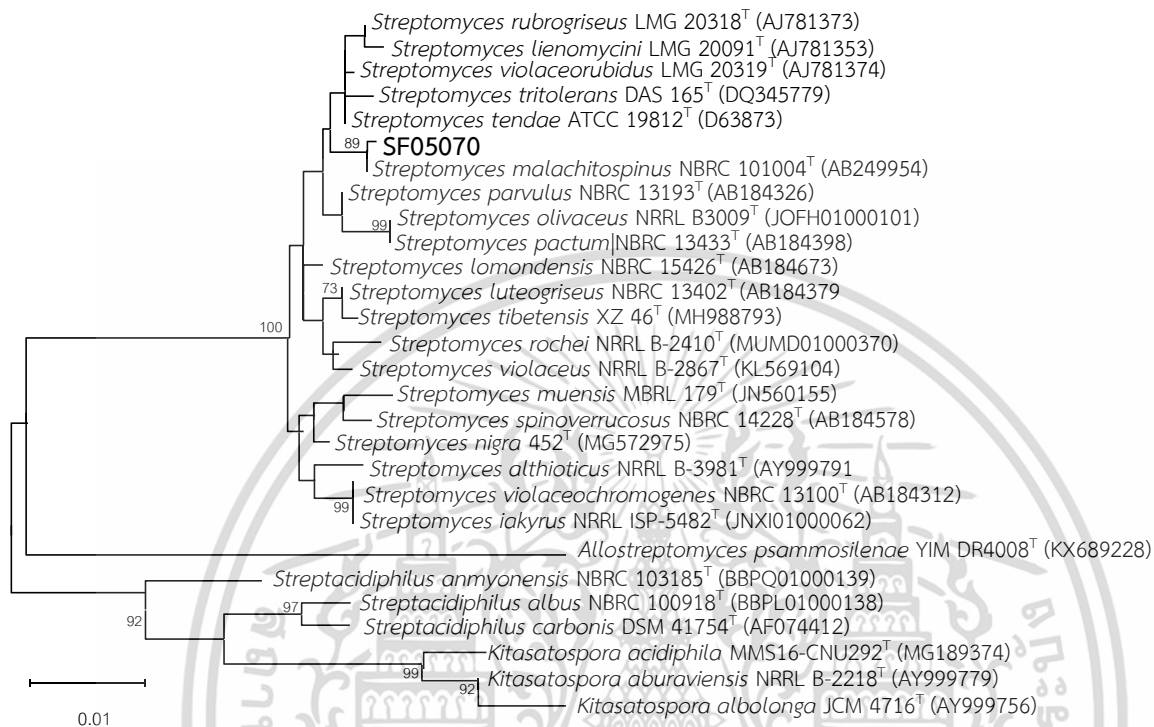 Streptomyces rubrogriseus LMG 20318ᵀ (AJ781373)
Streptomyces lienomycini LMG 20091ᵀ (AJ781353)
Streptomyces violaceorubidus LMG 20319ᵀ (AJ781374)
Streptomyces tritolerans DAS 165ᵀ (DQ345779)
Streptomyces tendae ATCC 19812ᵀ (D63873)
89 SF05070
Streptomyces malachitospinus NBRC 101004ᵀ (AB249954)
Streptomyces parvulus NBRC 13193ᵀ (AB184326)
Streptomyces olivaceus NRRL B3009ᵀ (JOFH01000101)
99
Streptomyces pactum|NBRC 13433ᵀ (AB184398)
Streptomyces lomondensis NBRC 15426ᵀ (AB184673)
73 Streptomyces luteogriseus NBRC 13402ᵀ (AB184379
Streptomyces tibetensis XZ 46ᵀ (MH988793)
100
Streptomyces rochei NRRL B-2410ᵀ (MUMD01000370)
Streptomyces violaceus NRRL B-2867ᵀ (KL569104)
Streptomyces muensis MBRL 179ᵀ (JN560155)
Streptomyces spinoverrucosus NBRC 14228ᵀ (AB184578)
Streptomyces nigra 452ᵀ (MG572975)
Streptomyces althioticus NRRL B-3981ᵀ (AY999791
Streptomyces violaceochromogenes NBRC 13100ᵀ (AB184312)
99
Streptomyces iakyrus NRRL ISP-5482ᵀ (JNXI01000062)
Allostreptomyces psammosilenae YIM DR4008ᵀ (KX689228)
Streptacidiphilus anmyonensis NBRC 103185ᵀ (BBPQ01000139)
97 Streptacidiphilus albus NBRC 100918ᵀ (BBPL01000138)
92
Streptacidiphilus carbonis DSM 41754ᵀ (AF074412)
Kitasatospora acidiphila MMS16-CNU292ᵀ (MG189374)
99
Kitasatospora aburaviensis NRRL B-2218ᵀ (AY999779)
92
Kitasatospora albolonga JCM 4716ᵀ (AY999756)
0.01